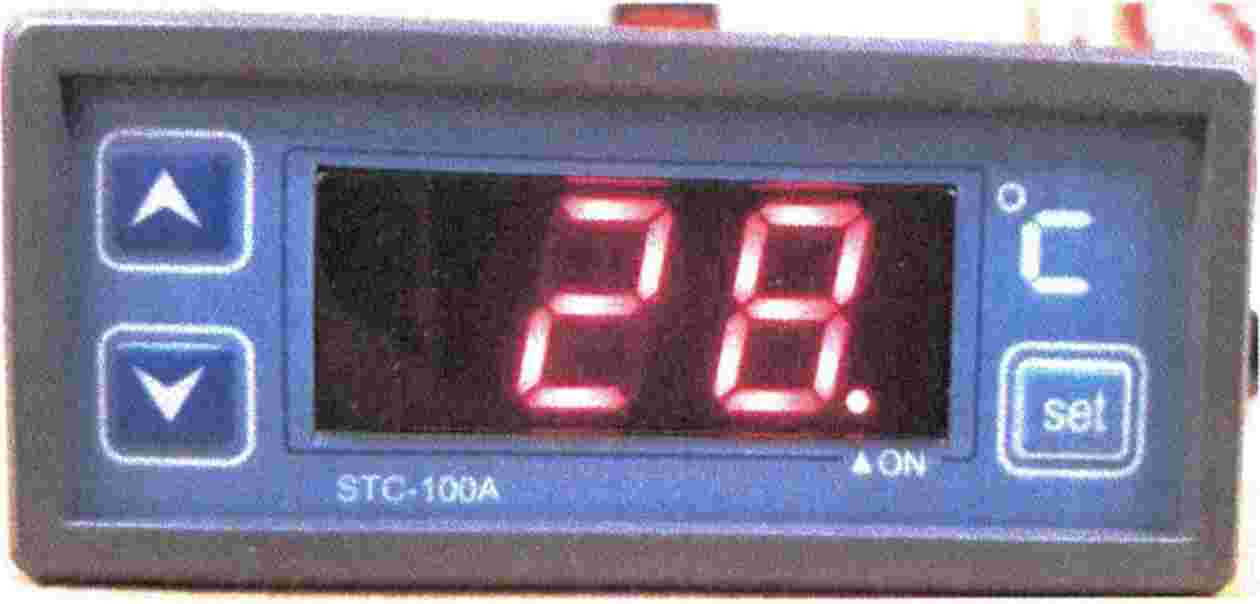 28.
°C
set
▲ON
STC-100A